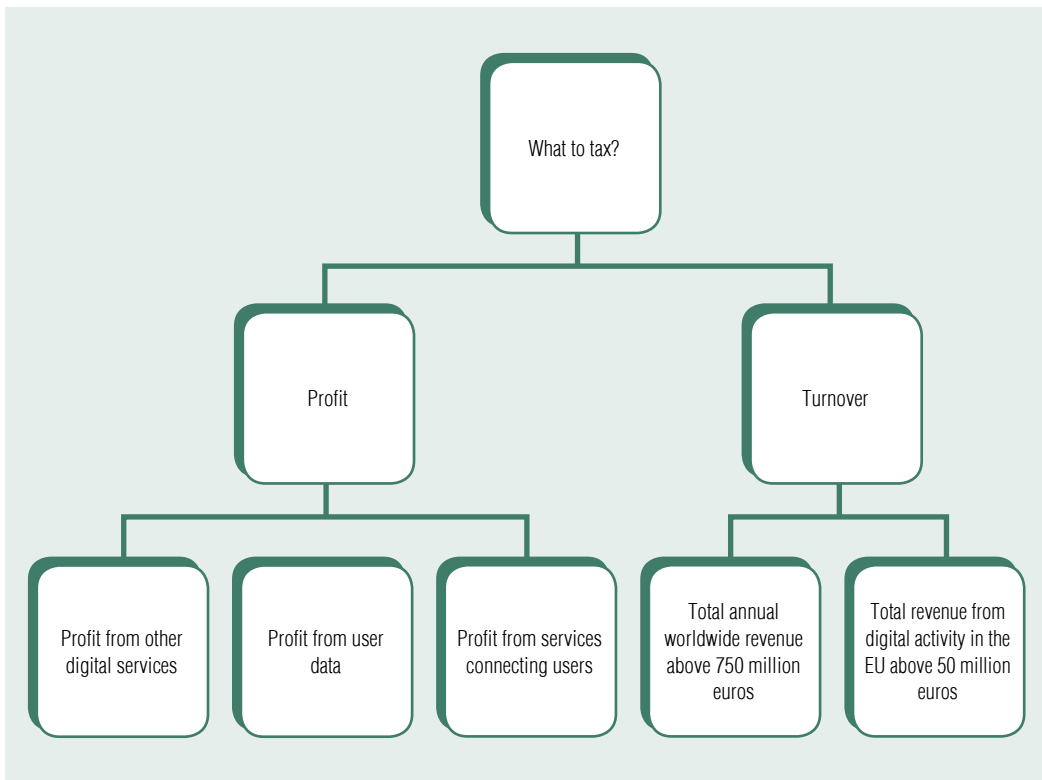 What to tax?
Profit
Turnover
Profit from other
digital services
Profit from user
data
Profit from services
connecting users
Total annual
worldwide revenue
above 750 million
euros
Total revenue from
digital activity in the
EU above 50 million
euros